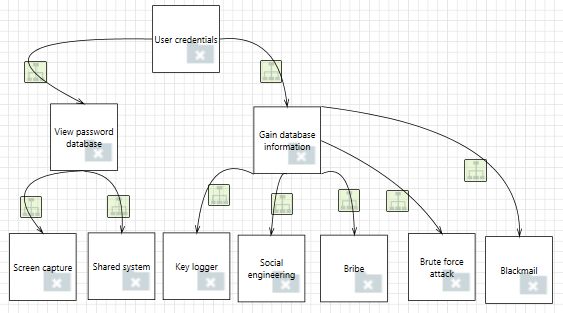 User credentials
View password
database
Gain database
information
Screen capture
Shared system
Key logger
Social
engineering
Bribe
Brute force
attack
Blackmail